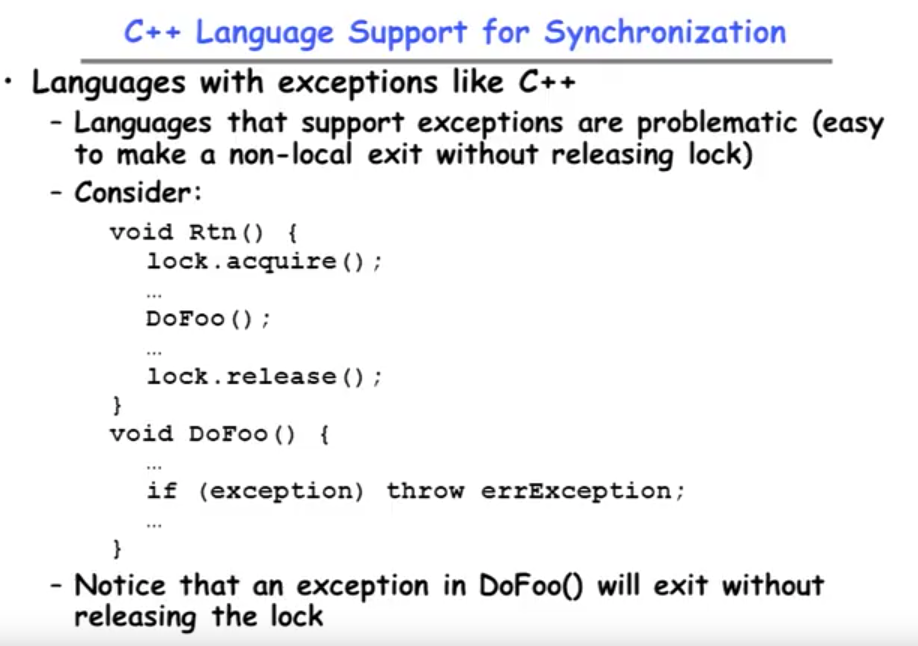 C++ Language Support for Synchronization
• Languages with exceptions like C++
– Languages that support exceptions are problematic (easy
to make a non-local exit without releasing lock)
– Consider:
void Rtn() {
lock.acquire();
…
DoFoo();
…
lock.release();
}
void DoFoo() {
…
if (exception) throw errException;
…
}
– Notice that an exception in DoFoo() will exit without
releasing the lock